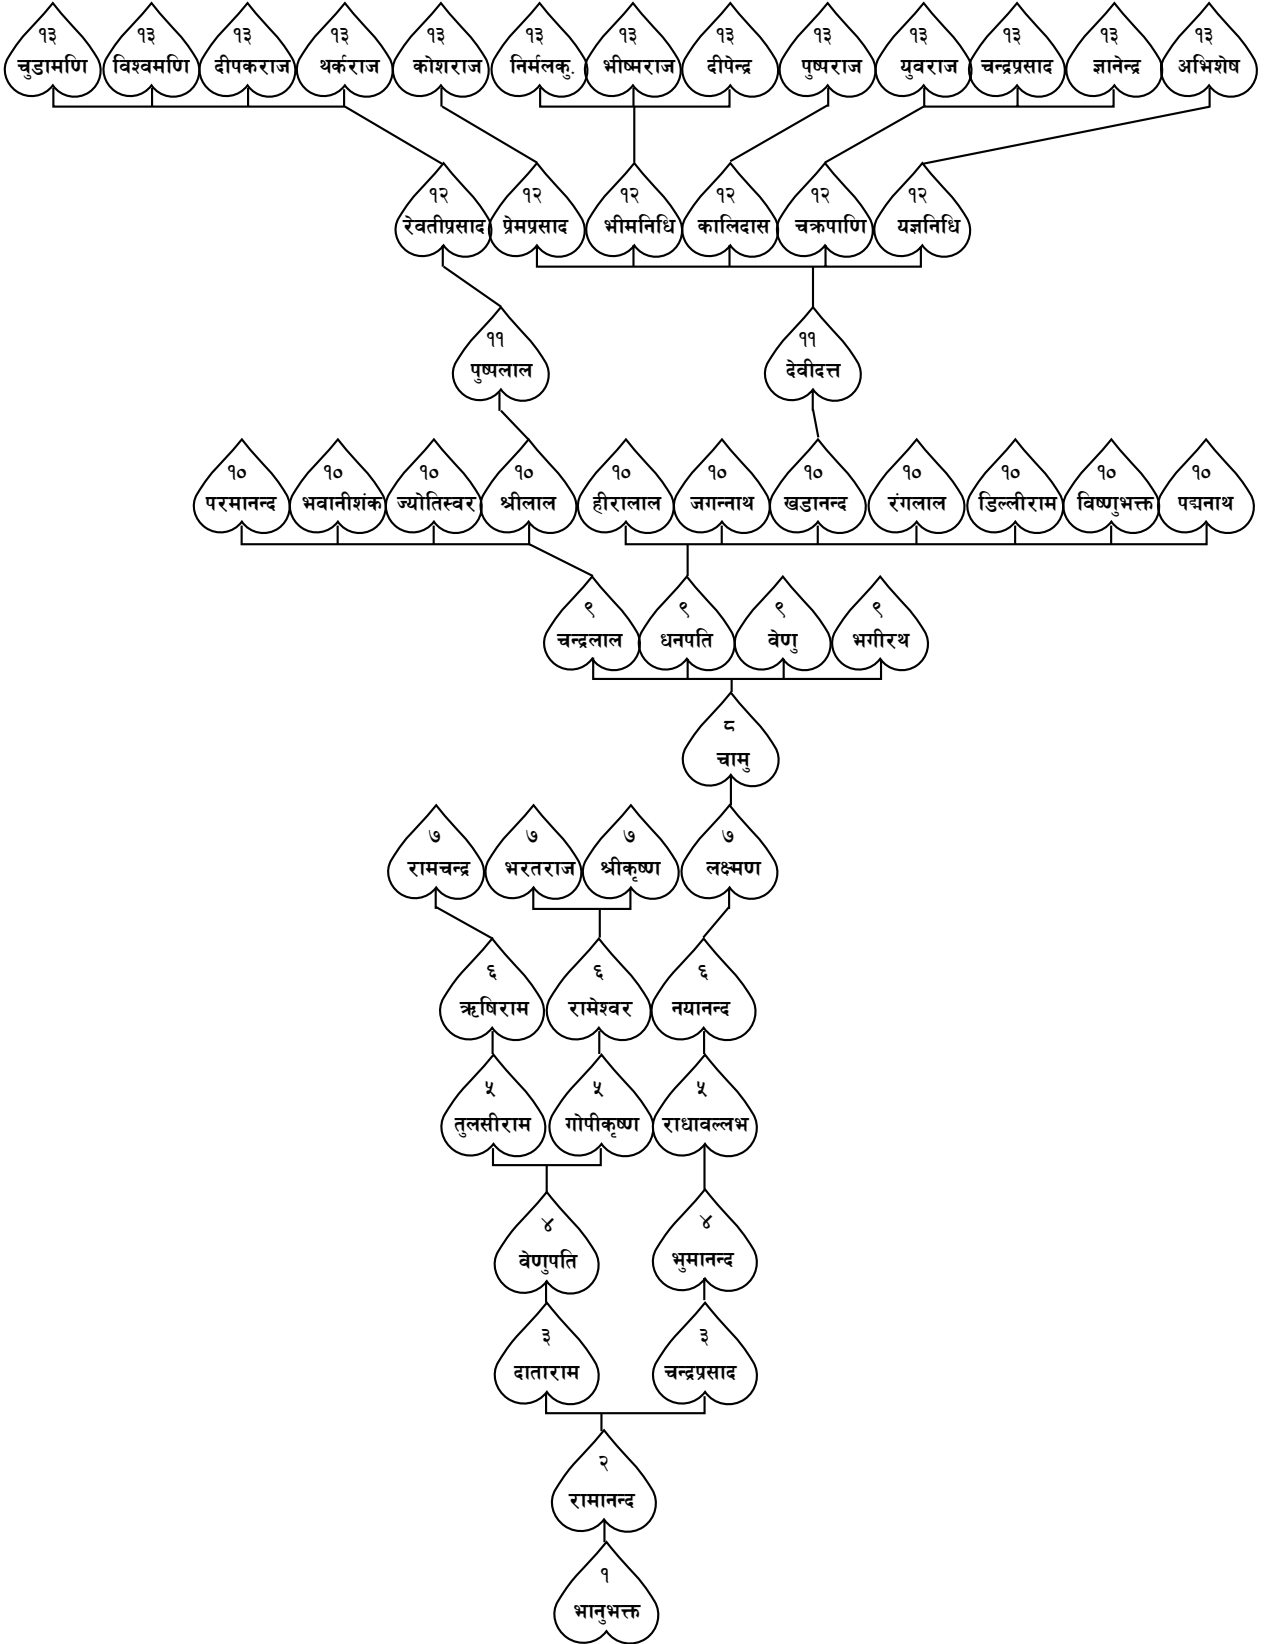 १३ १३ १३ १३ १३ १३ १३ १३ १३ १३ १३ १३ १३
चुडामणि विश्वमणि दीपकराज थर्कराज कोशराज निर्मलकु. भीष्मराज दीपेन्द्र पुष्पराज युवराज चन्द्रप्रसाद ज्ञानेन्द्र अभिशेष
१२ १२ १२ १२ १२ १२
रेवतीप्रसाद प्रेमप्रसाद भीमनिधि कालिदास चक्रपाणि यज्ञनिधि
११ ११
पुष्पलाल देवीदत्त
१० १० १० १० १० १० १० १० १० १० १०
परमानन्द भवानीशंक ज्योतिस्वर श्रीलाल हीरालाल जगन्नाथ खडानन्द रंगलाल डिल्लीराम विष्णुभक्त पद्मनाथ
९ ९ ९ ९
चन्द्रलाल धनपति वेणु भगीरथ
८
चामु
७ ७ ७ ७
रामचन्द्र भरतराज श्रीकृष्ण लक्ष्मण
६ ६ ६
ऋषिराम रामेश्वर नयानन्द
५ ५ ५
तुलसीराम गोपीकृष्ण राधावल्लभ
४ ४
वेणुपति भुमानन्द
३ ३
दाताराम चन्द्रप्रसाद
२
रामानन्द
१
भानुभक्त